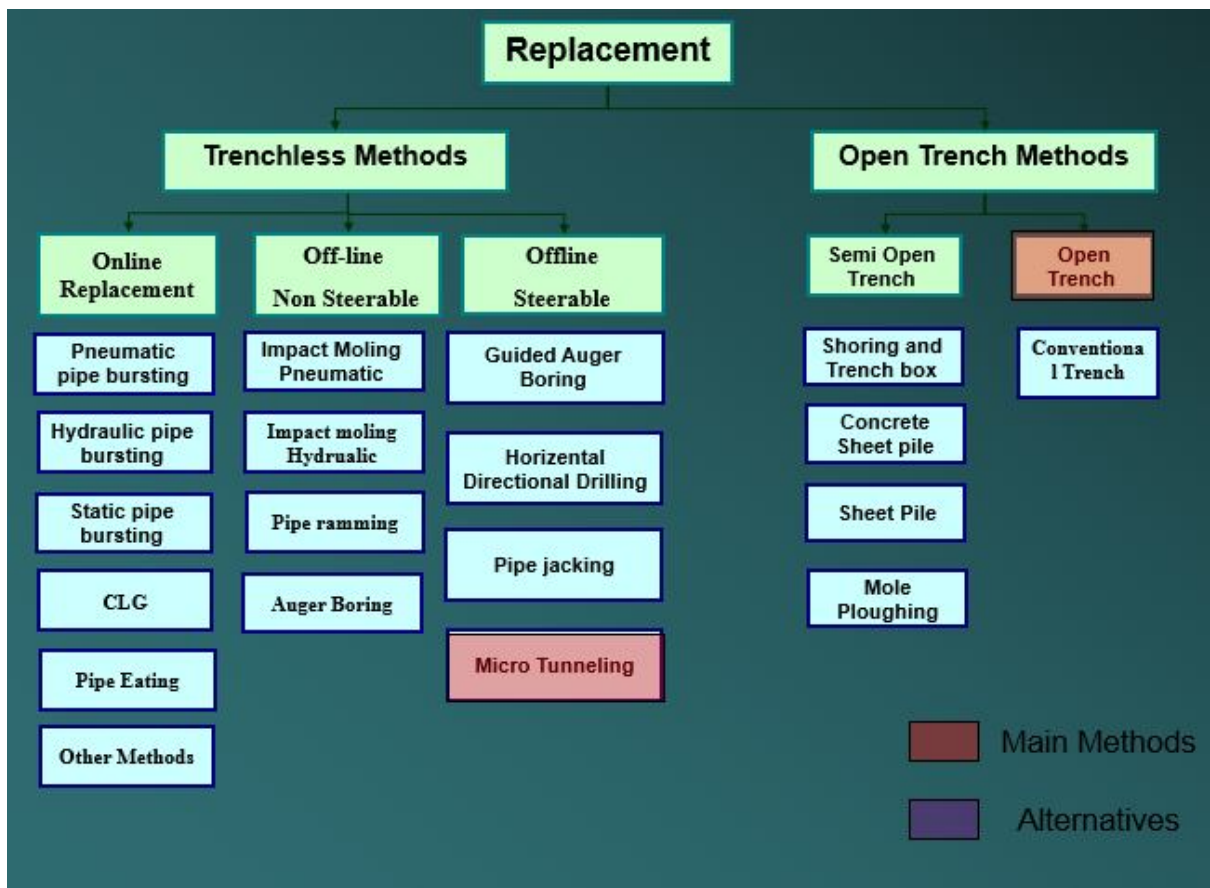 Replacement
Trenchless Methods
Open Trench Methods
Online
Replacement
Off-line
Non Steerable
Offline
Steerable
Semi Open
Trench
Open
Trench
Pneumatic
pipe bursting
Hydraulic pipe
bursting
Static pipe
bursting
CLG
Pipe Eating
Other Methods
Impact Moling
Pneumatic
Impact moling
Hydrualic
Pipe ramming
Auger Boring
Guided Auger
Boring
Horizental
Directional Drilling
Pipe jacking
Micro Tunneling
Shoring and
Trench box
Concrete
Sheet pile
Sheet Pile
Mole
Ploughing
Conventiona
l Trench
Main Methods
Alternatives